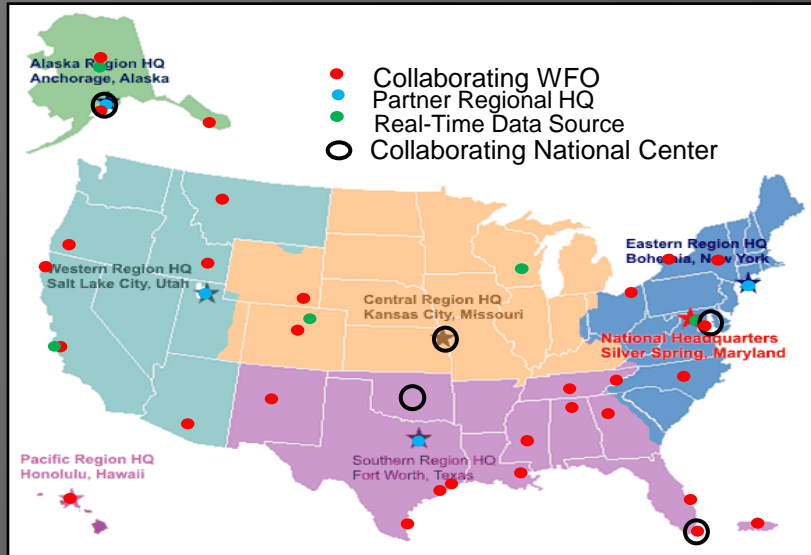 Alaska Region HQ
Anchorage, Alaska
Collaborating WFO
Partner Regional HQ
Real-Time Data Source
Collaborating National Center
Eastern Region HQ
Bohemia, New York
Western Region HQ
Salt Lake City, Utah
Central Region HQ
Kansas City, Missouri
National Headquarters
Silver Spring, Maryland
Pacific Region HQ
Honolulu, Hawaii
Southern Region HQ
Fort Worth, Texas